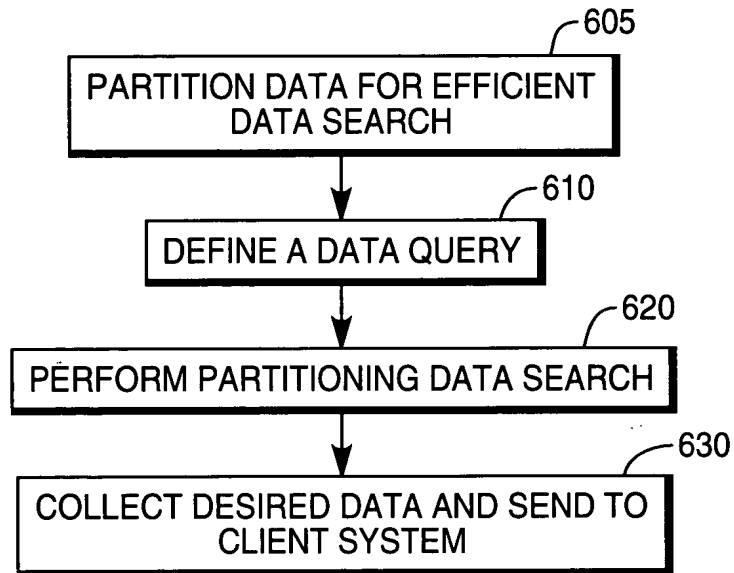 605
PARTITION DATA FOR EFFICIENT
DATA SEARCH
610
DEFINE A DATA QUERY
620
PERFORM PARTITIONING DATA SEARCH
630
COLLECT DESIRED DATA AND SEND TO
CLIENT SYSTEM